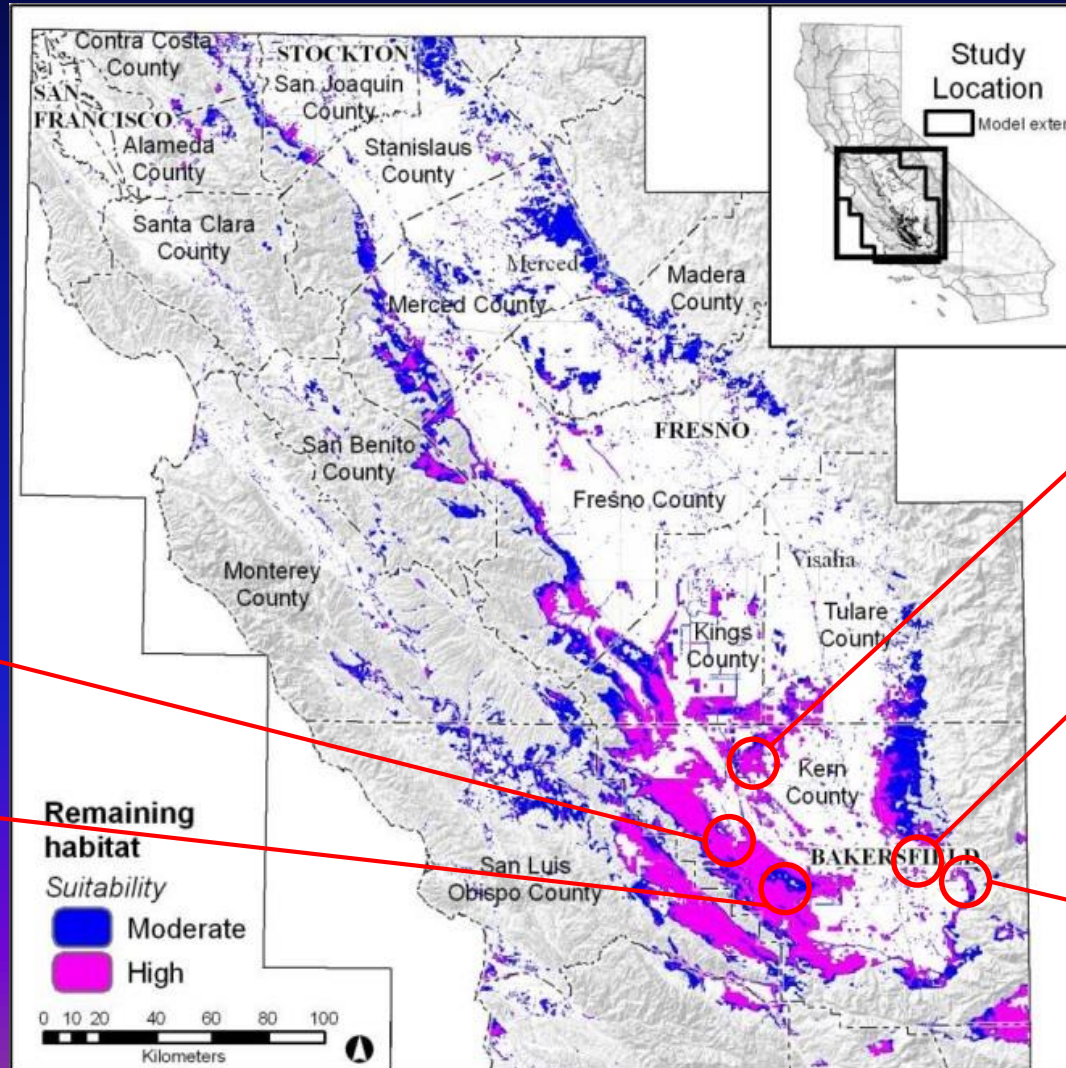 Contra Costa
County
STOCKTON
San Joaquin
County
SAN
FRANCISCO
Alameda
County
Stanislaus
County
Santa Clara
County
Merced
Merced County
Madera
County
San Benito
County
FRESNO
Fresno County
Monterey
County
Visalia
Tulare
County
Kings
County
Kern
County
BAKERSFIELD
San Luis
Obispo County
Study
Location
Model exten
Remaining
habitat
Suitability
Moderate
High
0 10 20 40 60 80 100
Kilometers